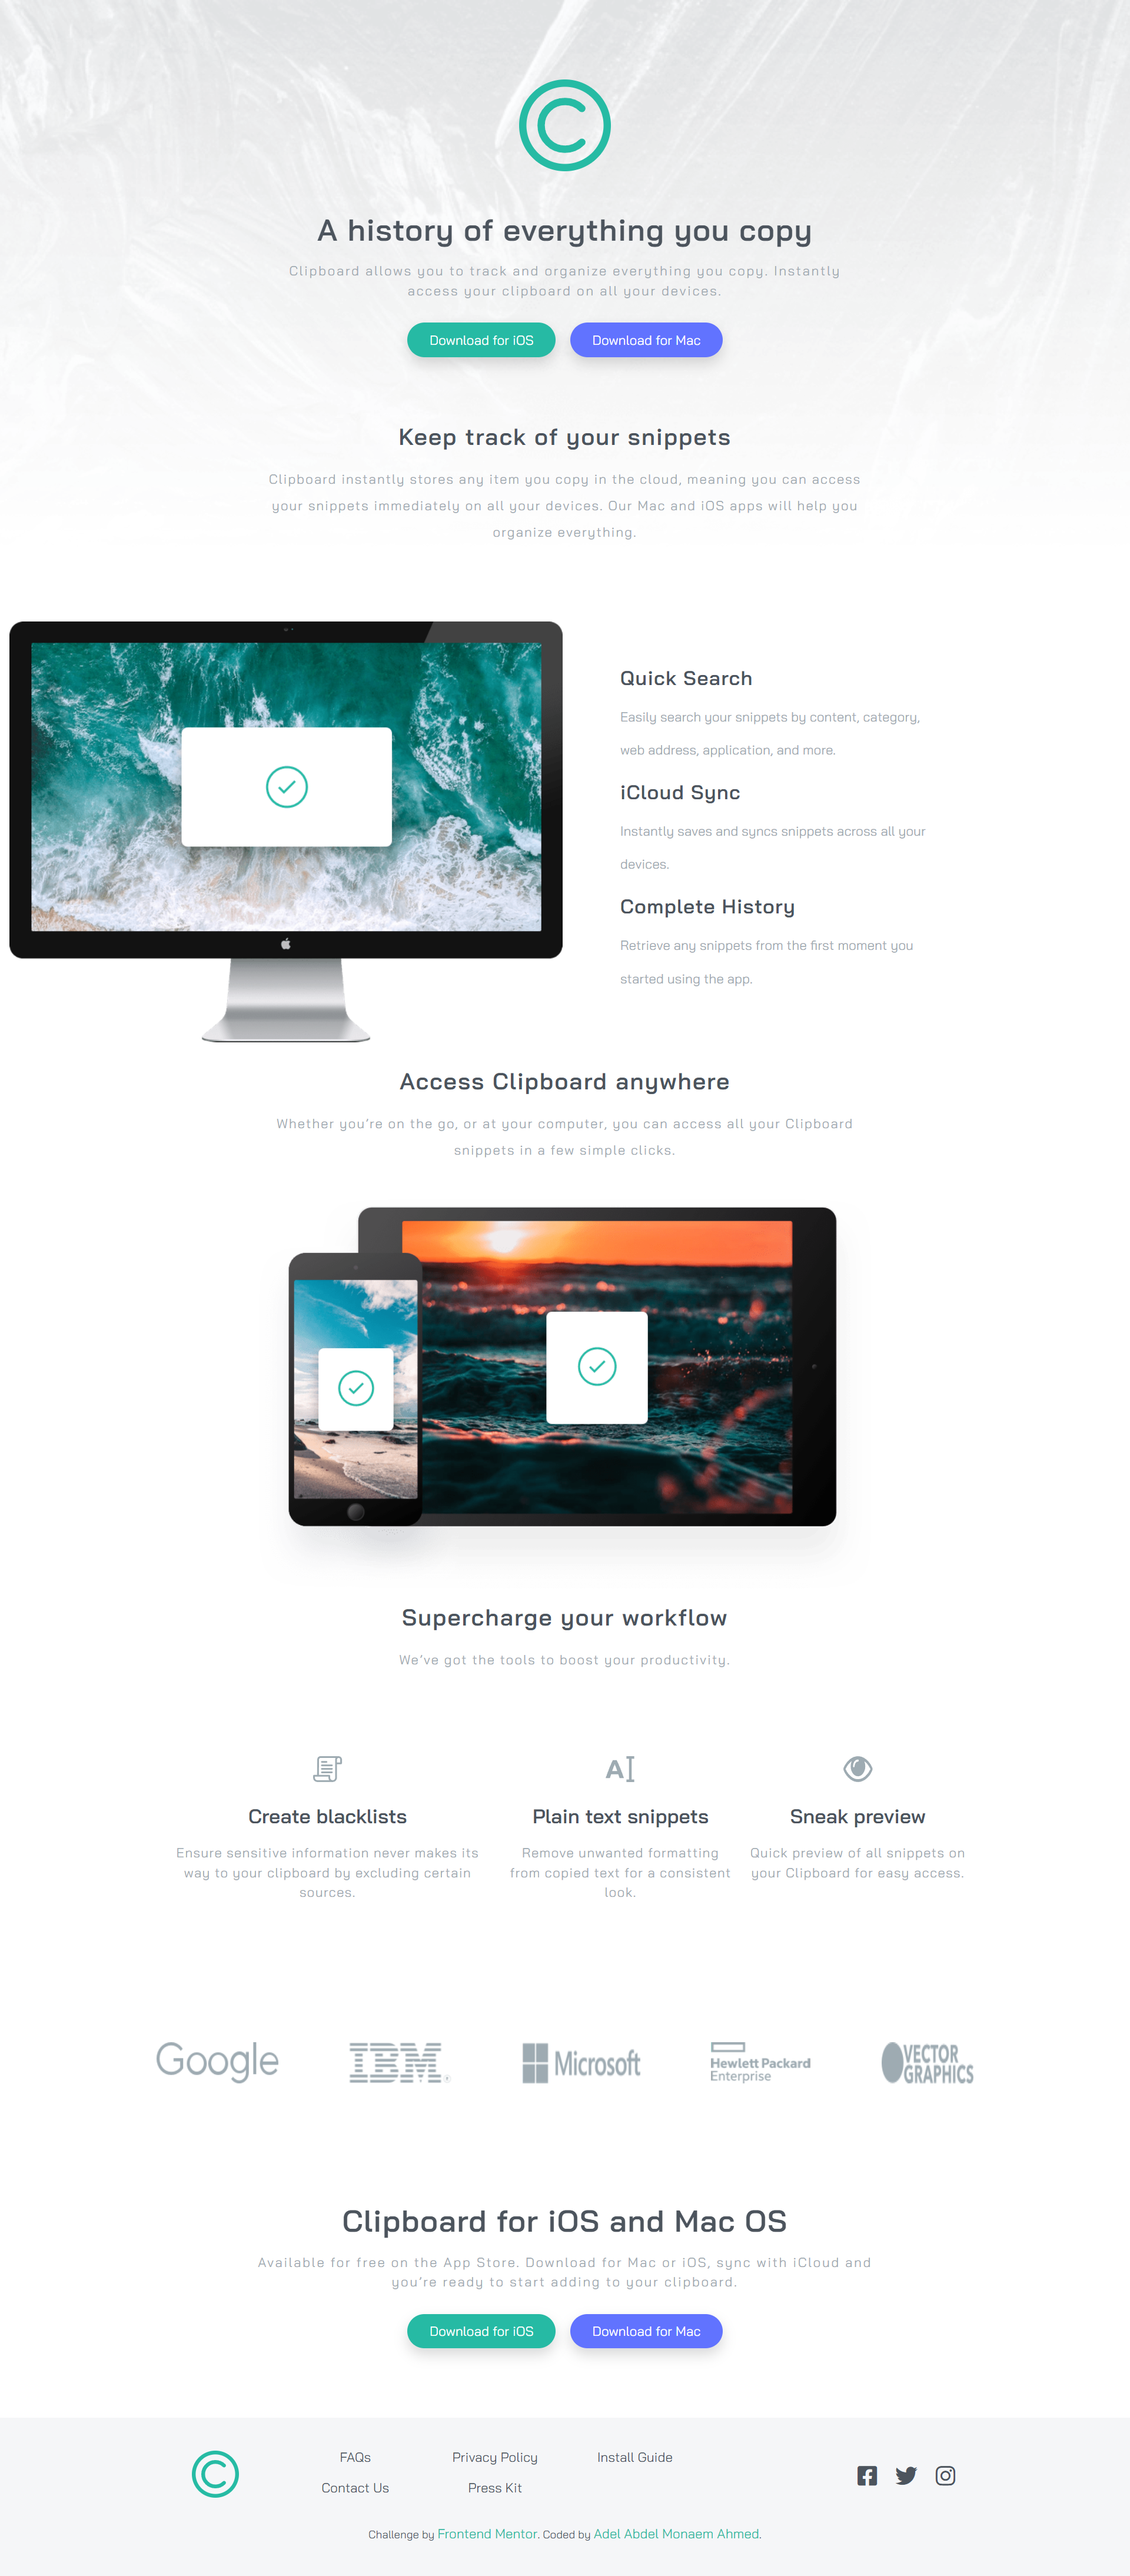 A history of everything you copy
Clipboard allows you to track and organize everything you copy. Instantly
access your clipboard on all your devices.
Download for iOS
Download for Mac
Keep track of your snippets
Clipboard instantly stores any item you copy in the cloud, meaning you can access
your snippets immediately on all your devices. Our Mac and iOS apps will help you
organize everything.
Quick Search
Easily search your snippets by content, category,
web address, application, and more.
iCloud Sync
Instantly saves and syncs snippets across all your
devices.
Complete History
Retrieve any snippets from the first moment you
started using the app.
Access Clipboard anywhere
Whether you’re on the go, or at your computer, you can access all your Clipboard
snippets in a few simple clicks.
Supercharge your workflow
We’ve got the tools to boost your productivity.
Create blacklists
Ensure sensitive information never makes its
way to your clipboard by excluding certain
sources.
Plain text snippets
Remove unwanted formatting
from copied text for a consistent
look.
Sneak preview
Quick preview of all snippets on
your Clipboard for easy access.
Google
IBM
Microsoft
Hewlett Packard
Enterprise
VECTOR
GRAPHICS
Clipboard for iOS and Mac OS
Available for free on the App Store. Download for Mac or iOS, sync with iCloud and
you’re ready to start adding to your clipboard.
Download for iOS
Download for Mac
FAQs
Privacy Policy
Install Guide
Contact Us
Press Kit
Challenge by Frontend Mentor. Coded by Adel Abdel Monaem Ahmed.